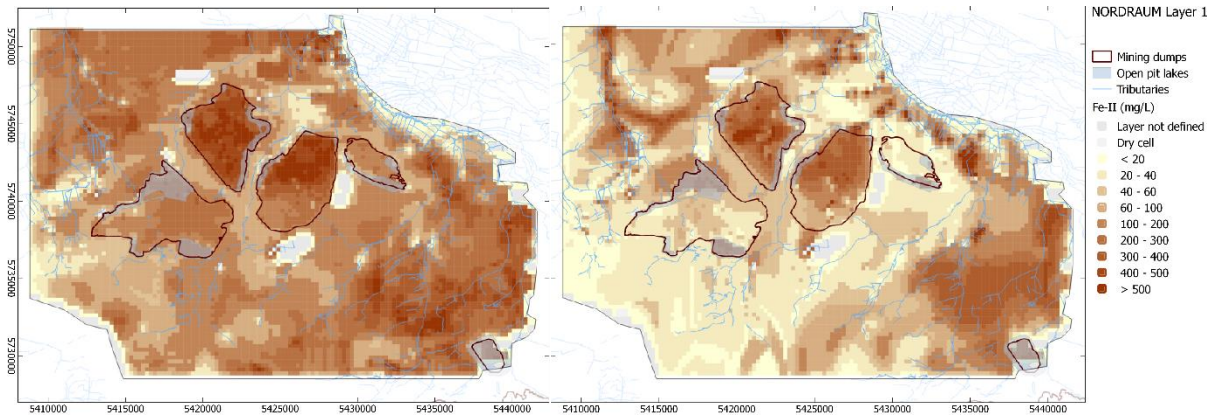 NORDRAUM Layer 1
Mining dumps
Open pit lakes
Tributaries
Fe-II (mg/L)
Layer not defined
Dry cell
< 20
20 - 40
40 - 60
60 - 100
100 - 200
200 - 300
300 - 400
400 - 500
> 500
5750000
5745000
5740000
5735000
5730000
5410000 5415000 5420000 5425000 5430000 5435000 5440000
5410000 5415000 5420000 5425000 5430000 5435000 5440000